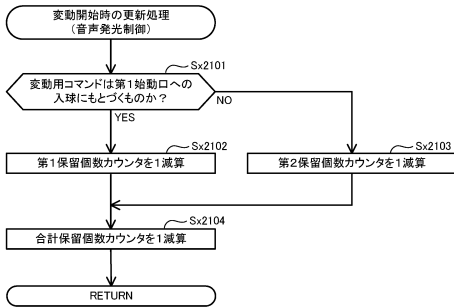 変動開始時の更新処理
（音声発光制御）
Sx2101
変動用コマンドは第1始動口への
入球にもとづくものか？
NO
YES
Sx2102
第1保留個数カウンタを1減算
Sx2103
第2保留個数カウンタを1減算
Sx2104
合計保留個数カウンタを1減算
RETURN